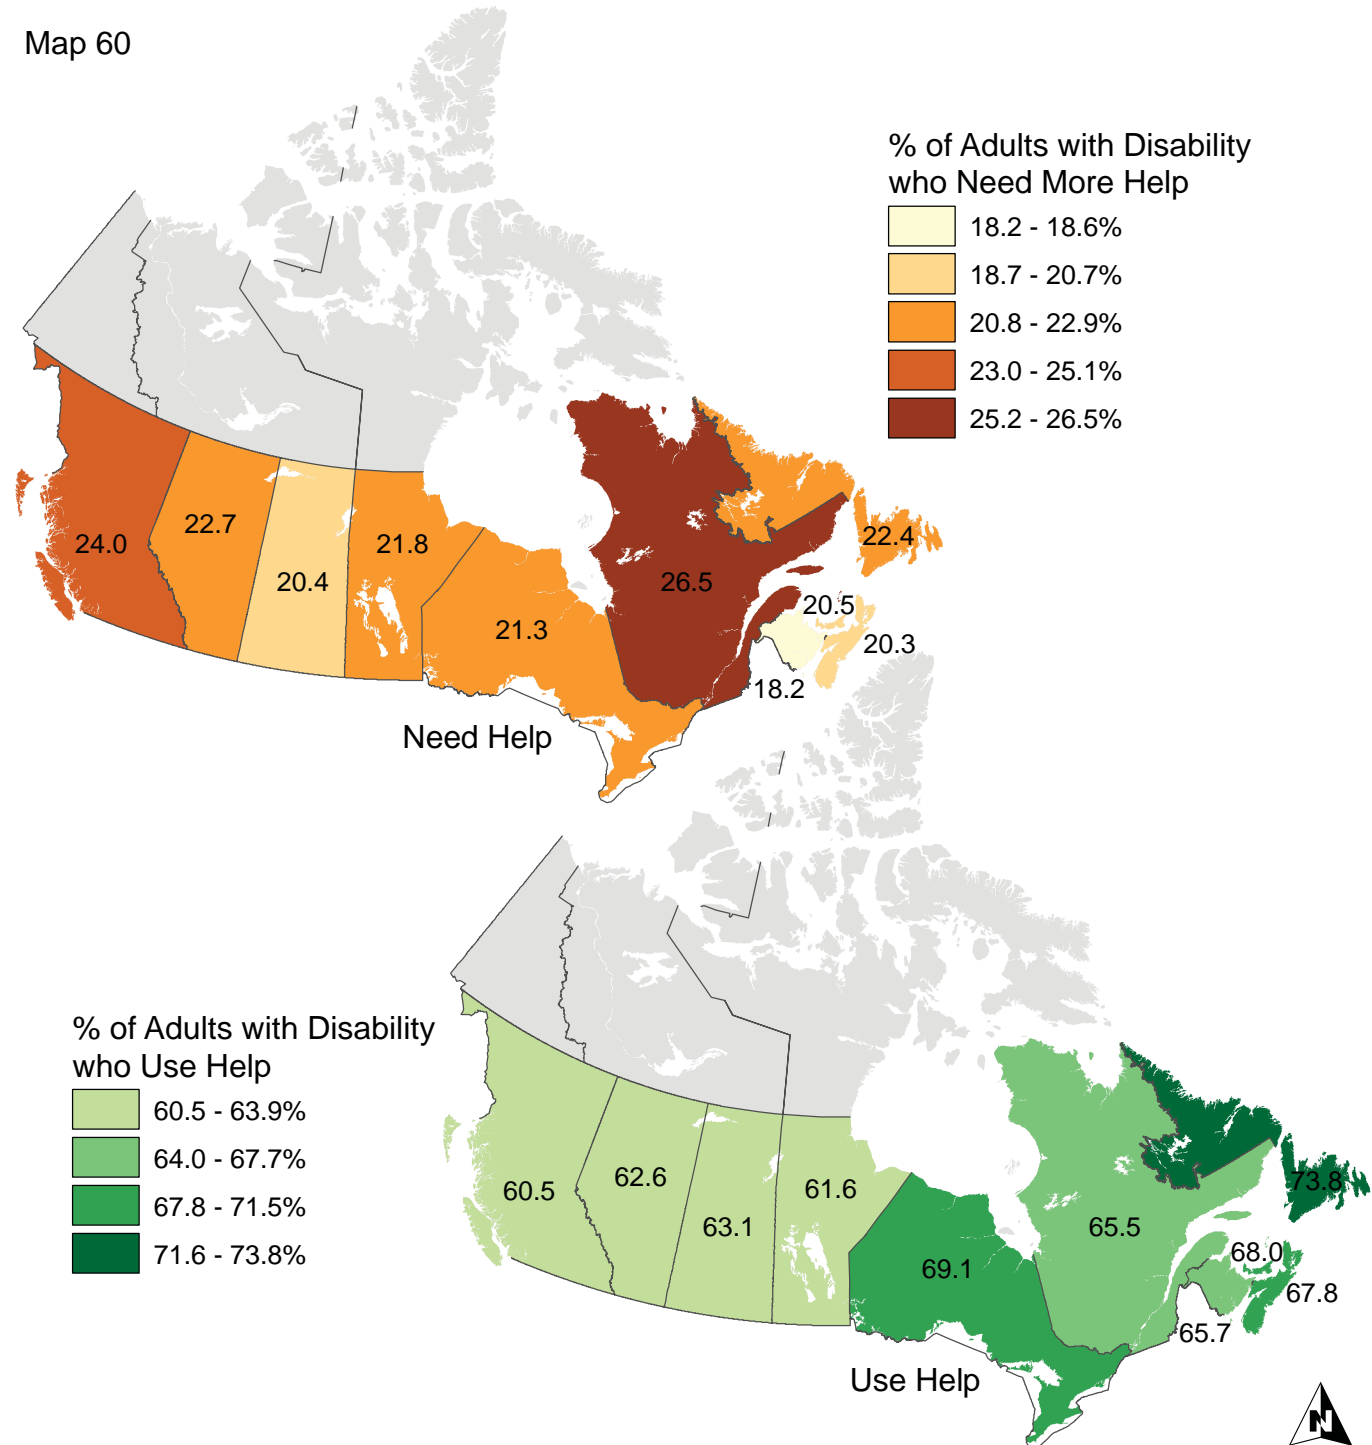 Map 60
% of Adults with Disability
who Need More Help
18.2 - 18.6%
18.7 - 20.7%
20.8 - 22.9%
23.0 - 25.1%
25.2 - 26.5%
24.0
22.7
20.4
21.8
21.3
26.5
22.4
20.5
20.3
18.2
Need Help
% of Adults with Disability
who Use Help
60.5 - 63.9%
64.0 - 67.7%
67.8 - 71.5%
71.6 - 73.8%
60.5
62.6
63.1
61.6
69.1
65.5
73.8
68.0
67.8
65.7
Use Help
N